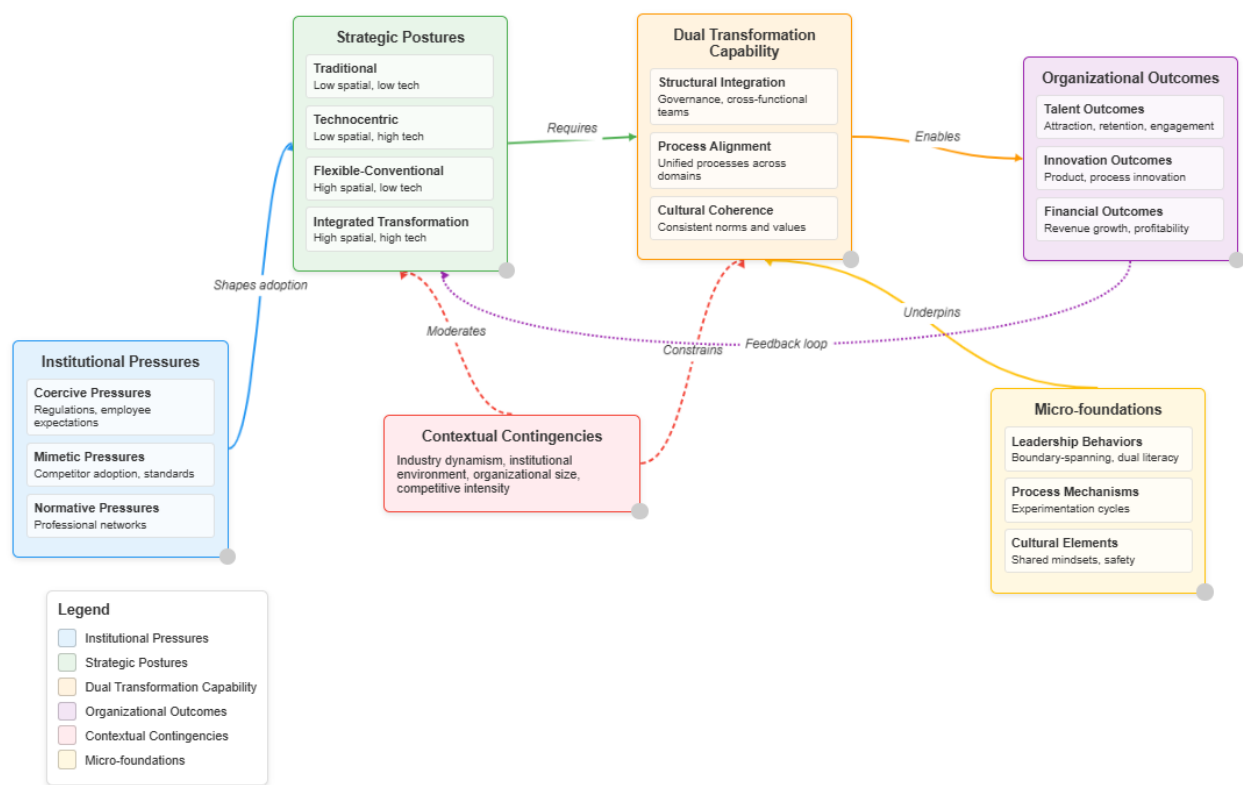 Strategic Postures
Traditional
Low spatial, low tech
Technocentric
Low spatial, high tech
Flexible-Conventional
High spatial, low tech
Integrated Transformation
High spatial, high tech
Requires
Dual Transformation
Capability
Structural Integration
Governance, cross-functional
teams
Process Alignment
Unified processes across
domains
Cultural Coherence
Consistent norms and values
Enables
Organizational Outcomes
Talent Outcomes
Attraction, retention, engagement
Innovation Outcomes
Product, process innovation
Financial Outcomes
Revenue growth, profitability
Shapes adoption
Moderates
Constrains
Feedback loop
Underpins
Institutional Pressures
Coercive Pressures
Regulations, employee
expectations
Mimetic Pressures
Competitor adoption, standards
Normative Pressures
Professional networks
Contextual Contingencies
Industry dynamism, institutional
environment, organizational size,
competitive intensity
Micro-foundations
Leadership Behaviors
Boundary-spanning, dual literacy
Process Mechanisms
Experimentation cycles
Cultural Elements
Shared mindsets, safety
Legend
Institutional Pressures
Strategic Postures
Dual Transformation Capability
Organizational Outcomes
Contextual Contingencies
Micro-foundations